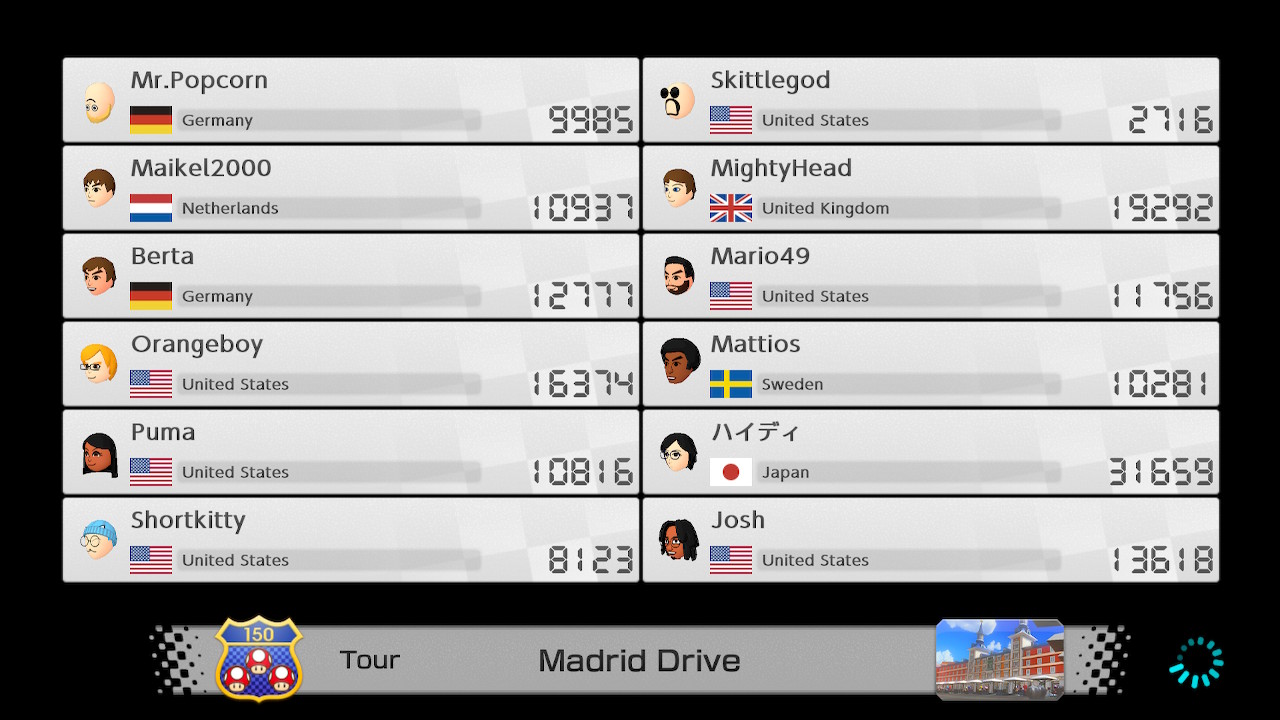 Mr.Popcorn
Germany
9985
Skittlegod
United States
2716
Maikel2000
Netherlands
10937
MightyHead
United Kingdom
19292
Berta
Germany
12777
Mario49
United States
11756
Orangeboy
United States
16374
Mattios
Sweden
10281
Puma
United States
10816
ハイディ
Japan
31659
Shortkitty
United States
8123
Josh
United States
13618
150
Tour
Madrid Drive